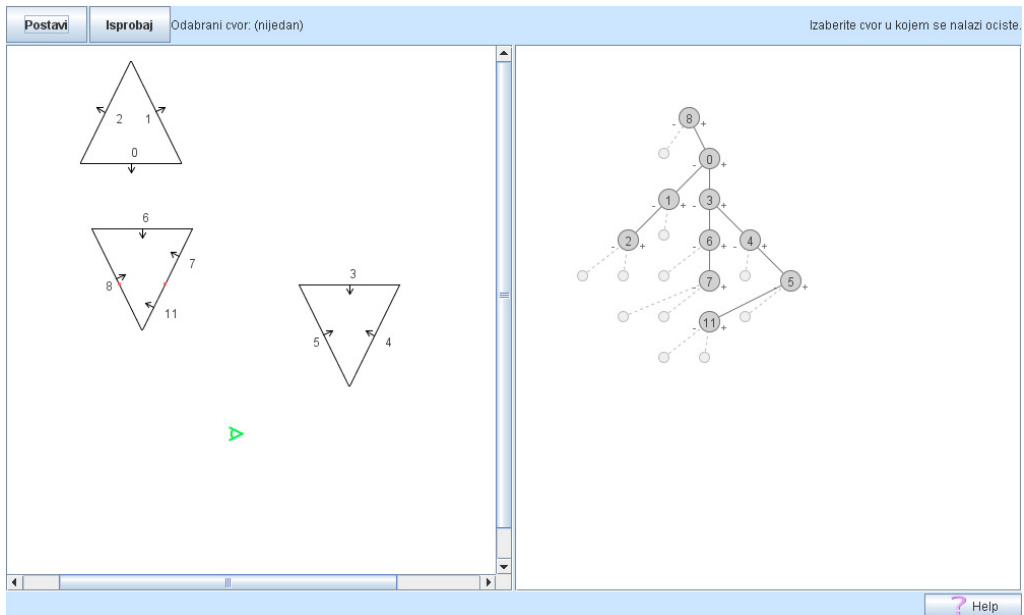 Postavi Isprobaj Odabrani cvor: (nijedan) Izaberite cvor u kojem se nalazi ociste.
2 1
0
6
7
8
11
3
5 4
8
- +
0
- +
1 3
- + - +
2 6 4
- + - + - +
7 5
- + - +
11
- +
Help